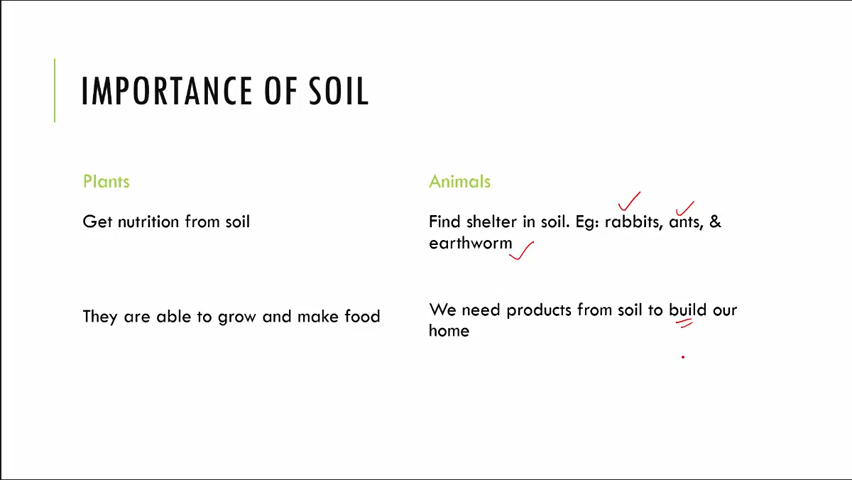 IMPORTANCE OF SOIL
Plants
Get nutrition from soil
They are able to grow and make food
Animals
Find shelter in soil. Eg: rabbits, ants, &
earthworm
We need products from soil to build our
home